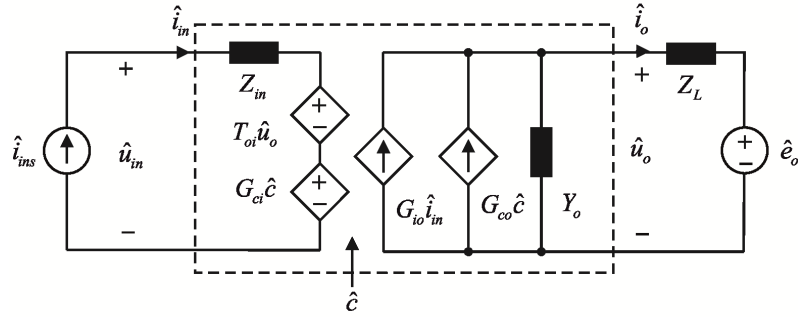 î_in
î_o
+
Z_in
+
Z_L
+
−
T_oi û_o
î_ins
û_in
û_o
+
−
ê_o
+
−
G_ci ĉ
G_io î_in
G_co ĉ
Y_o
−
−
ĉ